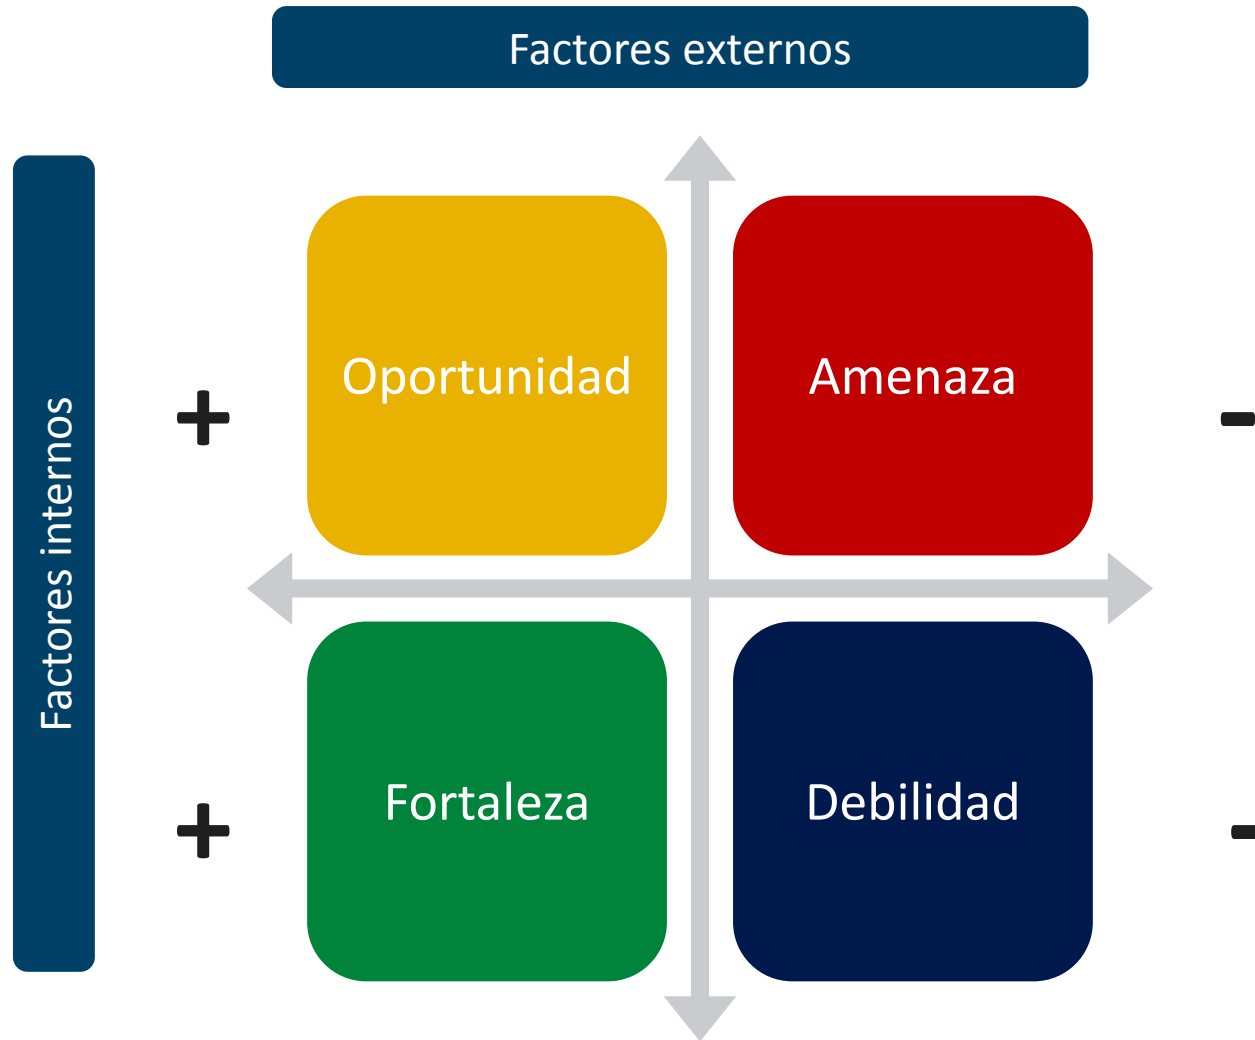 Factores externos
Factores internos
+
Oportunidad
Amenaza
-
+
Fortaleza
Debilidad
-